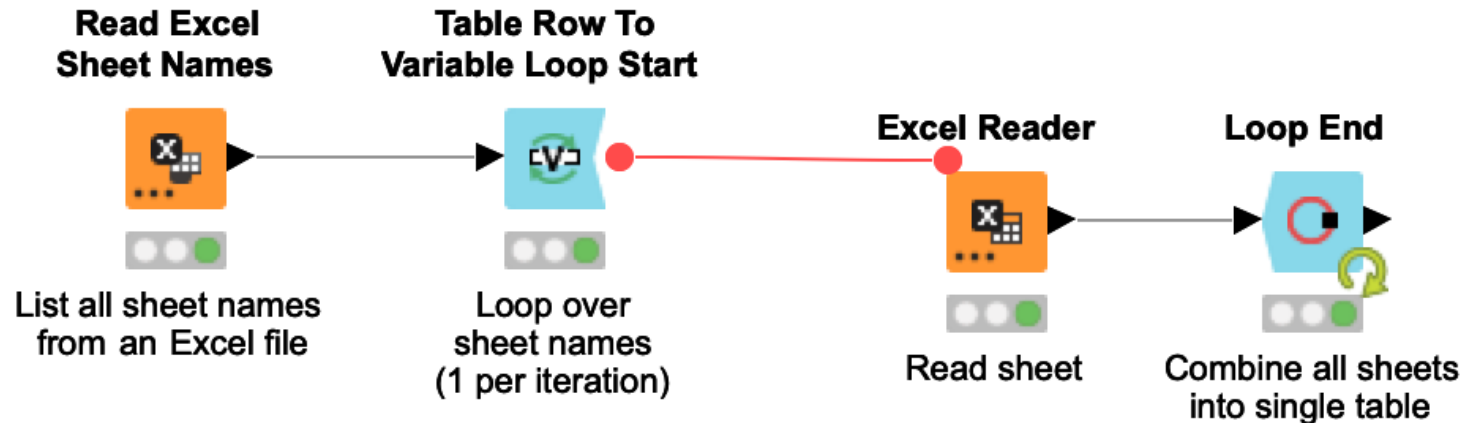 Read Excel
Sheet Names
Table Row To
Variable Loop Start
Excel Reader
Loop End
X
V
X
List all sheet names
from an Excel file
Loop over
sheet names
(1 per iteration)
Read sheet
Combine all sheets
into single table